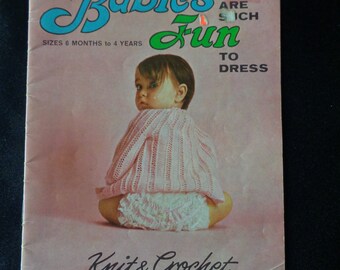 Babies
ARE SUCH
Fun
SIZES 6 MONTHS to 4 YEARS
TO
DRESS
Knit & Crochet